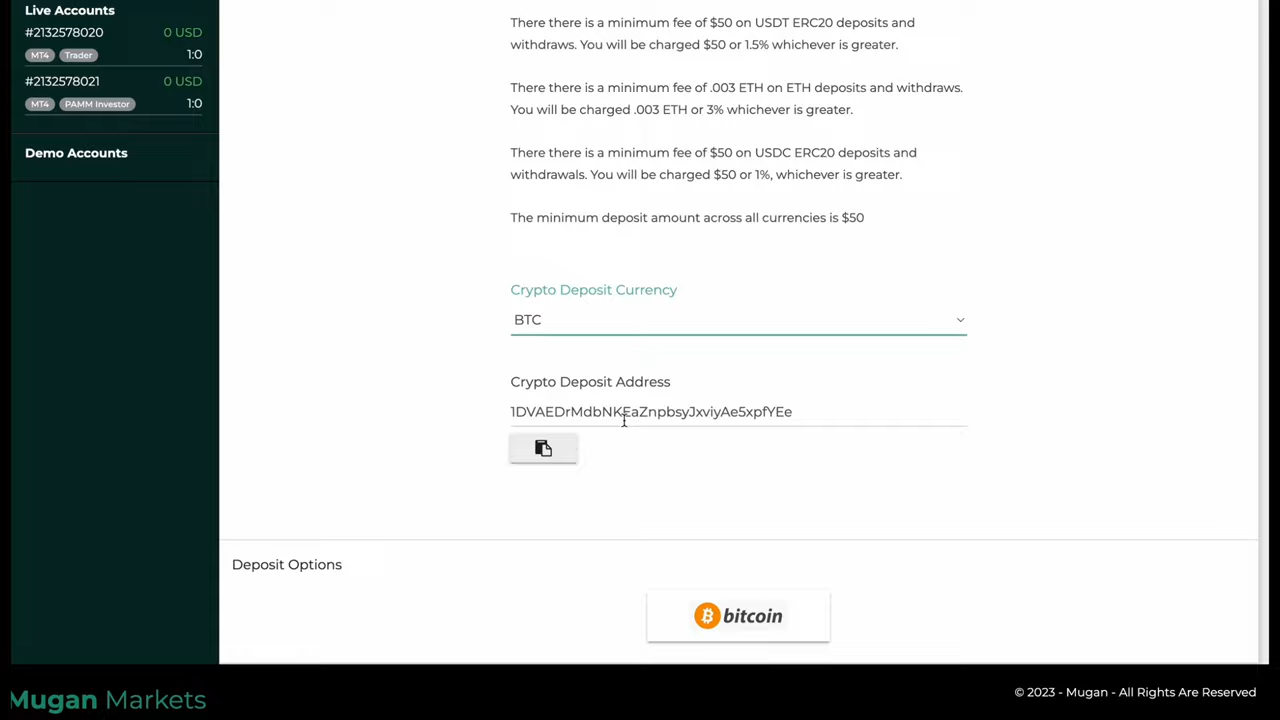 Live Accounts
#2132578020 0 USD
MT4 Trader 1:0
#2132578021 0 USD
MT4 PAMM Investor 1:0
Demo Accounts
There there is a minimum fee of $50 on USDT ERC20 deposits and
withdraws. You will be charged $50 or 1.5% whichever is greater.
There there is a minimum fee of .003 ETH on ETH deposits and withdraws.
You will be charged .003 ETH or 3% whichever is greater.
There there is a minimum fee of $50 on USDC ERC20 deposits and
withdrawals. You will be charged $50 or 1%, whichever is greater.
The minimum deposit amount across all currencies is $50
Crypto Deposit Currency
BTC
Crypto Deposit Address
1DVAEDrMdbNKEaZnpbsyJxviyAe5xpfYEe
Deposit Options
bitcoin
Mugan Markets
© 2023 - Mugan - All Rights Are Reserved